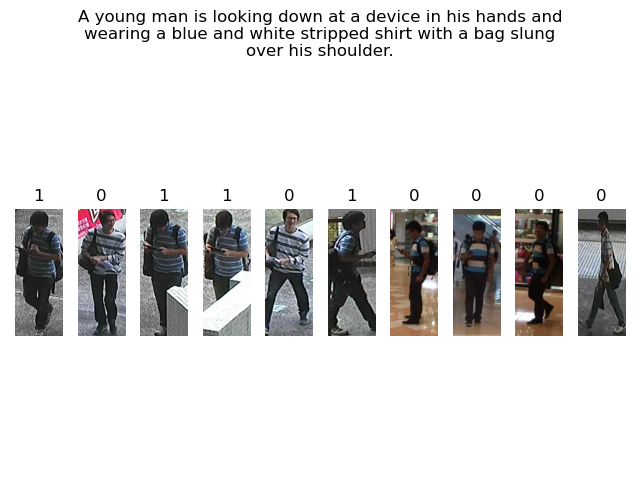 A young man is looking down at a device in his hands and
wearing a blue and white stripped shirt with a bag slung
over his shoulder.
1 0 1 1 0 1 0 0 0 0